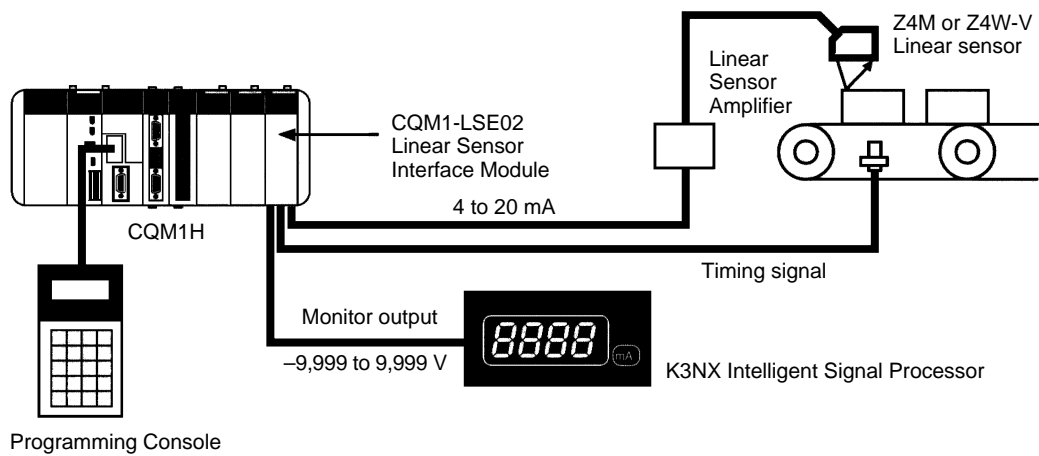 Z4M or Z4W-V
Linear sensor
Linear
Sensor
Amplifier
CQM1-LSE02
Linear Sensor
Interface Module
4 to 20 mA
CQM1H
Timing signal
Monitor output
–9,999 to 9,999 V
8888
mA
K3NX Intelligent Signal Processor
Programming Console